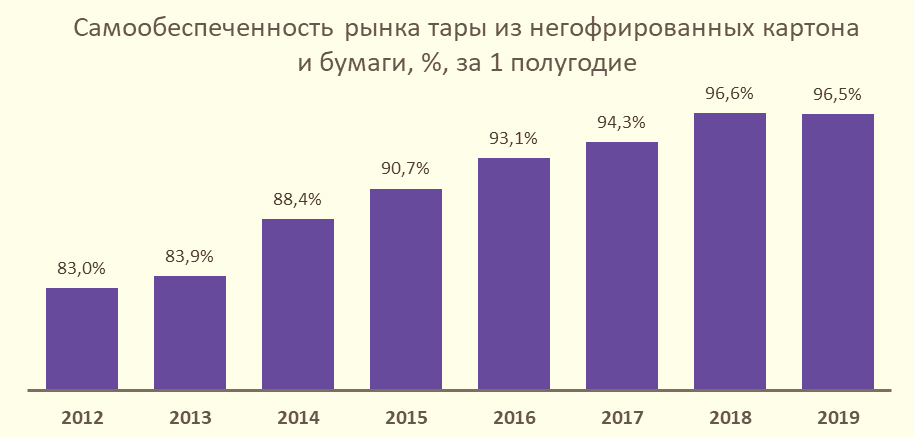 Самообеспеченность рынка тары из негофрированных картона
и бумаги, %, за 1 полугодие
96,6% 96,5%
94,3%
93,1%
90,7%
88,4%
83,9%
83,0%
2012 2013 2014 2015 2016 2017 2018 2019